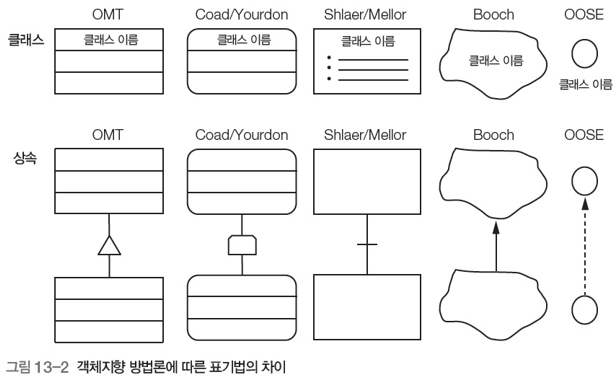 OMT Coad/Yourdon Shlaer/Mellor Booch OOSE
클래스 클래스 이름 클래스 이름 클래스 이름 클래스 이름 클래스 이름
OMT Coad/Yourdon Shlaer/Mellor Booch OOSE
상속
그림 13-2 객체지향 방법론에 따른 표기법의 차이